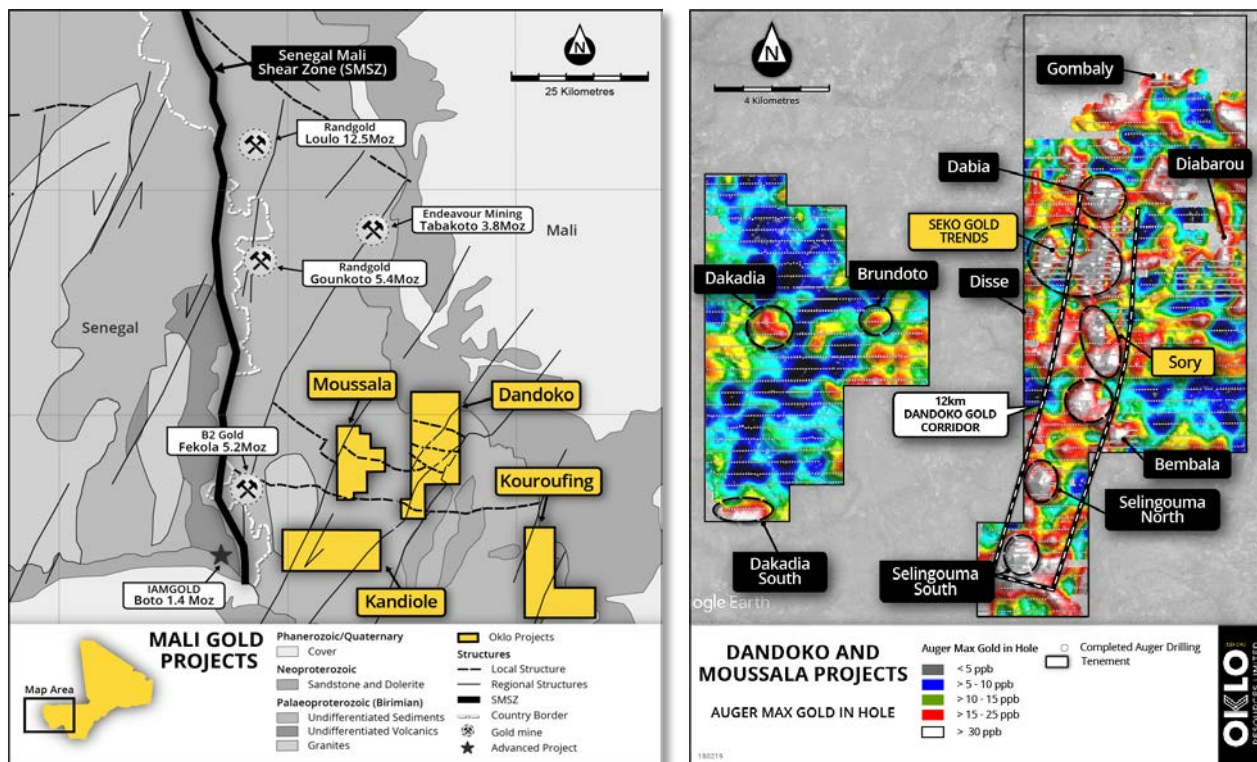 Senegal Mali
Shear Zone (SMSZ)
N
25 Kilometres
Randgold
Loulo 12.5Moz
Endeavour Mining
Tabakoto 3.8Moz
Mali
Randgold
Gounkoto 5.4Moz
Senegal
Moussala
Dandoko
B2 Gold
Fekola 5.2Moz
Kouroufing
IAMGOLD
Boto 1.4 Moz
Kandiole
MALI GOLD
PROJECTS
Map Area
Phanerozoic/Quaternary
Cover
Neoproterozoic
Sandstone and Dolerite
Palaeoproterozoic (Birimian)
Undifferentiated Sediments
Undifferentiated Volcanics
Granites
Oklo Projects
Structures
Local Structure
Regional Structures
SMSZ
Country Border
Gold mine
Advanced Project
N
4 Kilometres
Gombaly
Dabia
Diabarou
SEKO GOLD
TRENDS
Dakadia
Brundoto
Disse
Sory
12km
DANDOKO GOLD
CORRIDOR
Bembala
Selingouma
North
Dakadia
South
Selingouma
South
ogle Earth
DANDOKO AND
MOUSSALA PROJECTS
AUGER MAX GOLD IN HOLE
Auger Max Gold in Hole
< 5 ppb
> 5 - 10 ppb
> 10 - 15 ppb
> 15 - 25 ppb
> 30 ppb
Completed Auger Drilling
Tenement
OKLO
RESOURCES LIMITED
180219